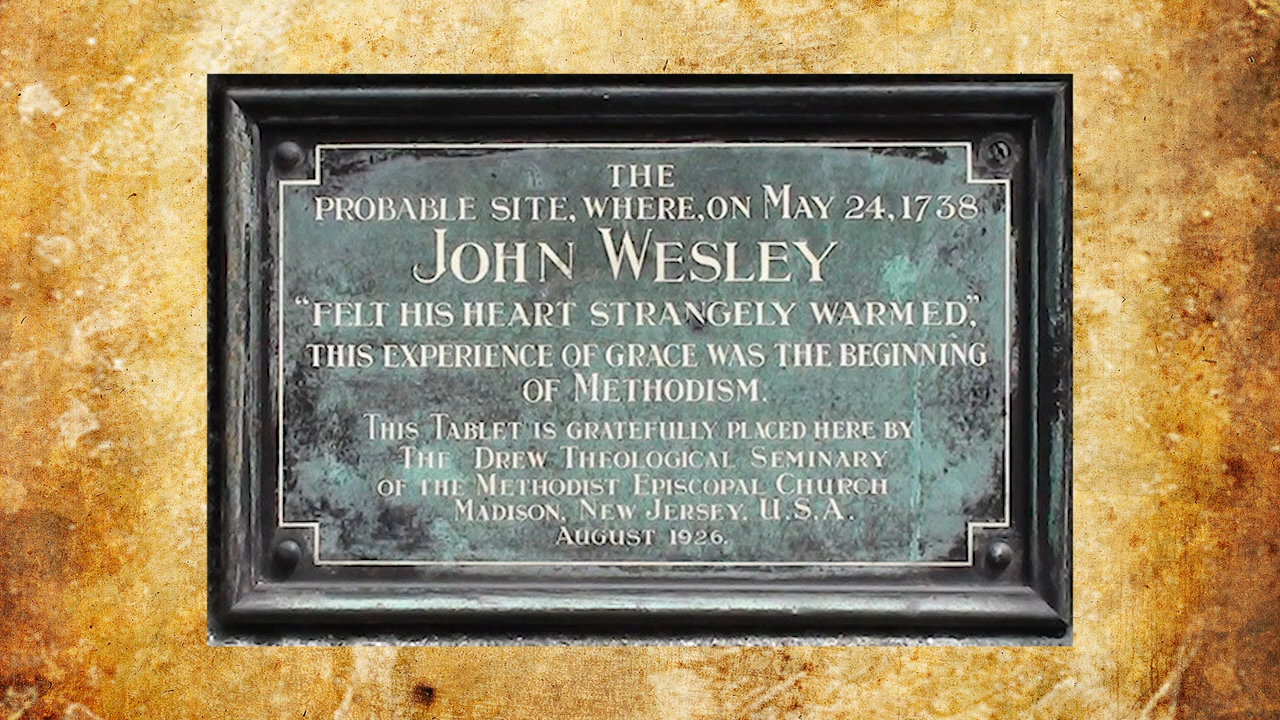 THE
PROBABLE SITE, WHERE, ON MAY 24, 1738
JOHN WESLEY
“FELT HIS HEART STRANGELY WARMED”.
THIS EXPERIENCE OF GRACE WAS THE BEGINNING
OF METHODISM.
THIS TABLET IS GRATEFULLY PLACED HERE BY
THE DREW THEOLOGICAL SEMINARY
OF THE METHODIST EPISCOPAL CHURCH
MADISON, NEW JERSEY. U.S.A.
AUGUST 1926.